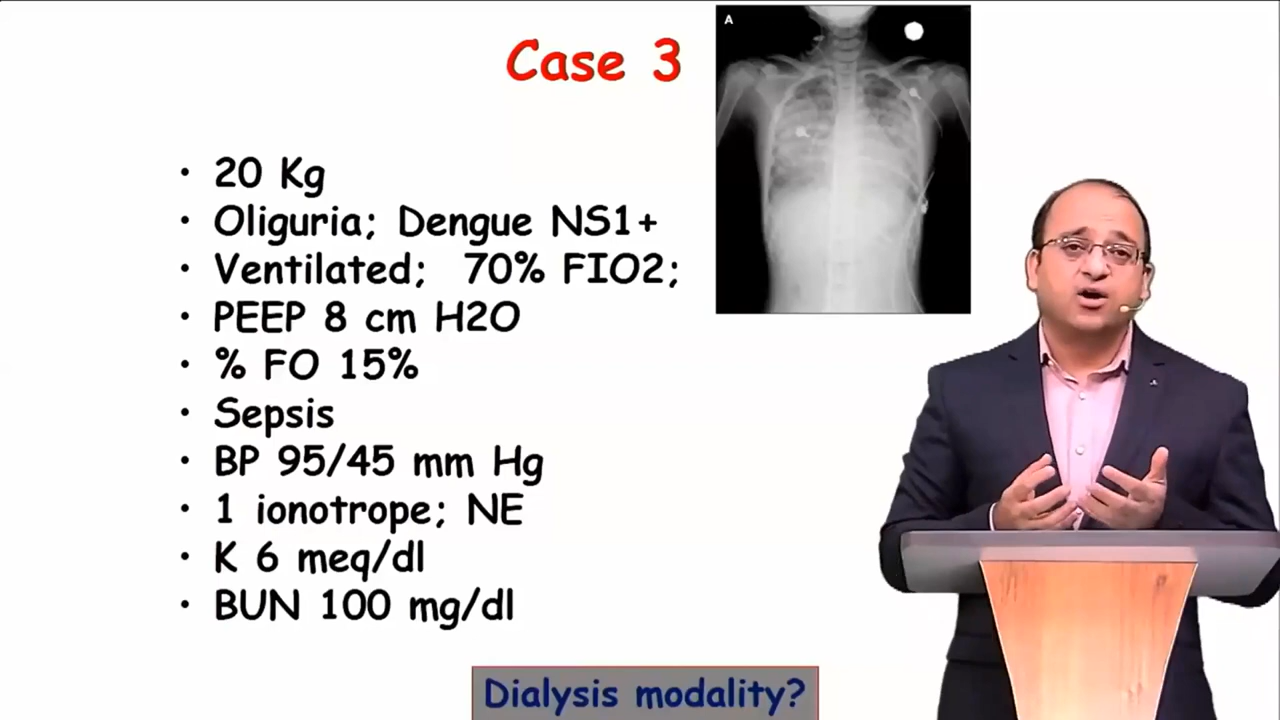 A
Case 3
• 20 Kg
• Oliguria; Dengue NS1+
• Ventilated; 70% FIO2;
• PEEP 8 cm H2O
• % FO 15%
• Sepsis
• BP 95/45 mm Hg
• 1 ionotrope; NE
• K 6 meq/dl
• BUN 100 mg/dl
Dialysis modality?